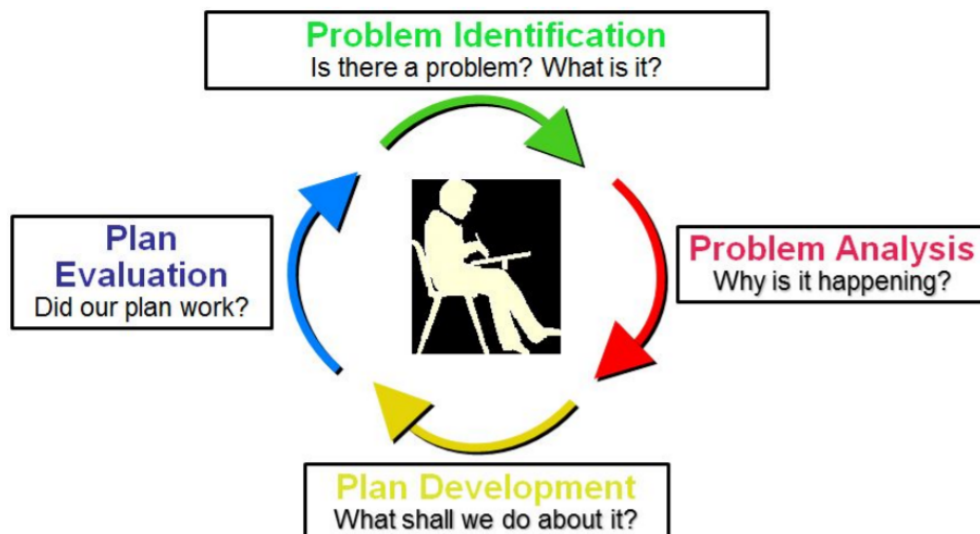 Problem Identification
Is there a problem? What is it?
Problem Analysis
Why is it happening?
Plan Development
What shall we do about it?
Plan
Evaluation
Did our plan work?